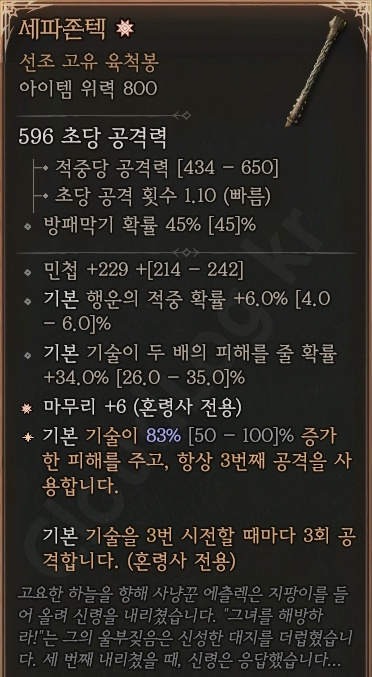 세파존텍
선조 고유 육척봉
아이템 위력 800
596 초당 공격력
적중당 공격력 [434 – 650]
초당 공격 횟수 1.10 (빠름)
방패막기 확률 45% [45]%
민첩 +229 +[214 – 242]
기본 행운의 적중 확률 +6.0% [4.0
– 6.0]%
기본 기술이 두 배의 피해를 줄 확률
+34.0% [26.0 – 35.0]%
마무리 +6 (혼령사 전용)
기본 기술이 83% [50 – 100]% 증가
한 피해를 주고, 항상 3번째 공격을 사
용합니다.
기본 기술을 3번 시전할 때마다 3회 공
격합니다. (혼령사 전용)
고요한 하늘을 향해 사냥꾼 에츨렉은 지팡이를 들
어 올려 신령을 내리쳤습니다. "그녀를 해방하
라!"는 그의 울부짖음은 신성한 대지를 더럽혔습니
다. 세 번째 내리쳤을 때, 신령은 응답했습니다...